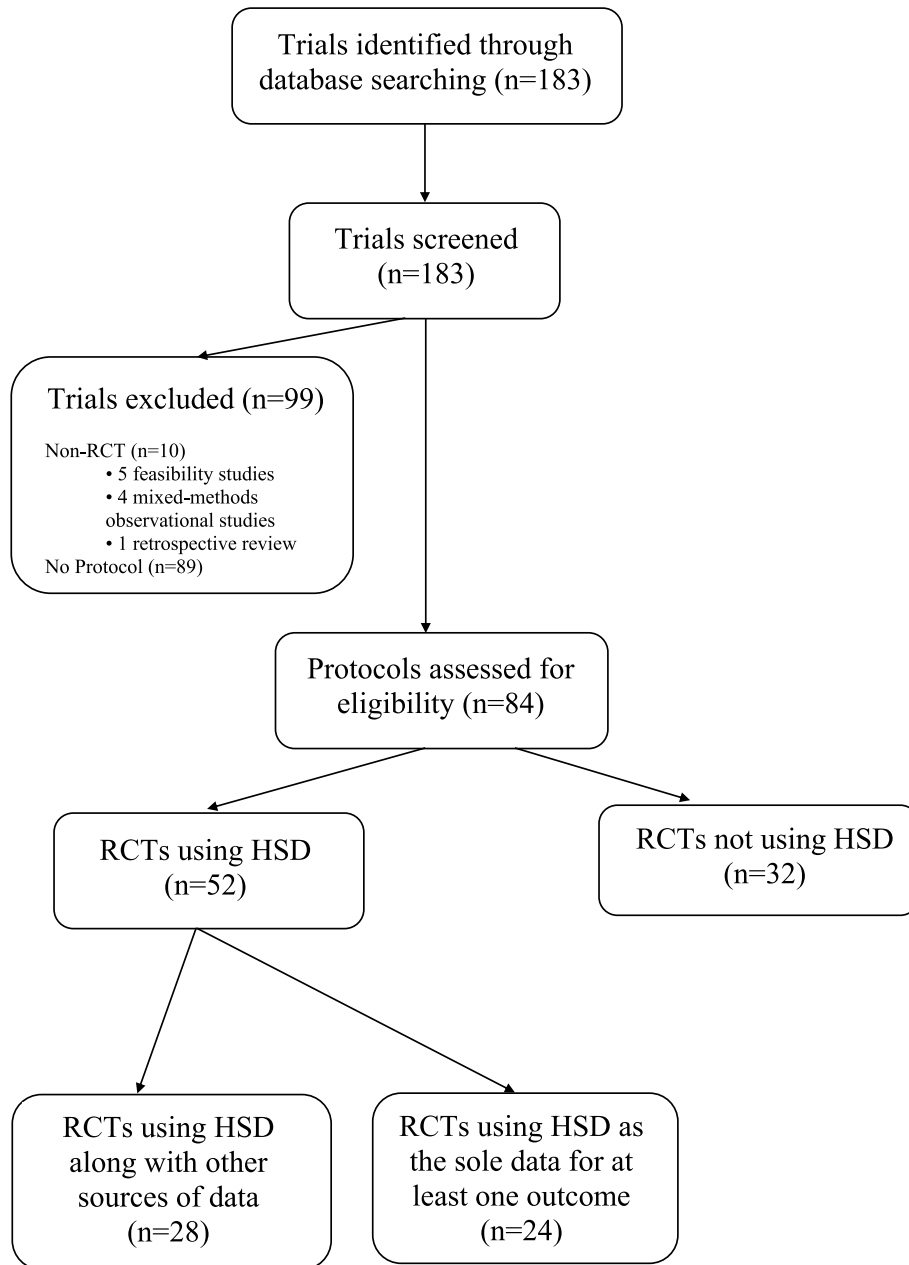 Trials identified through
database searching (n=183)
Trials screened
(n=183)
Trials excluded (n=99)
Non-RCT (n=10)
• 5 feasibility studies
• 4 mixed-methods
observational studies
• 1 retrospective review
No Protocol (n=89)
Protocols assessed for
eligibility (n=84)
RCTs using HSD
(n=52)
RCTs not using HSD
(n=32)
RCTs using HSD
along with other
sources of data
(n=28)
RCTs using HSD as
the sole data for at
least one outcome
(n=24)